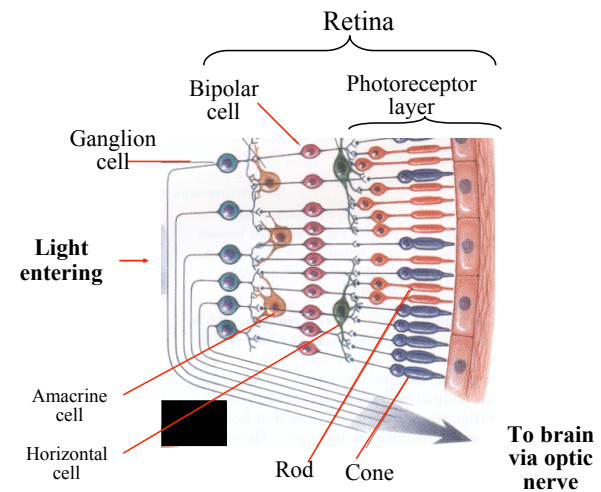 Retina
Bipolar
cell
Photoreceptor
layer
Ganglion
cell
Light
entering
Amacrine
cell
Horizontal
cell
Rod
Cone
To brain
via optic
nerve